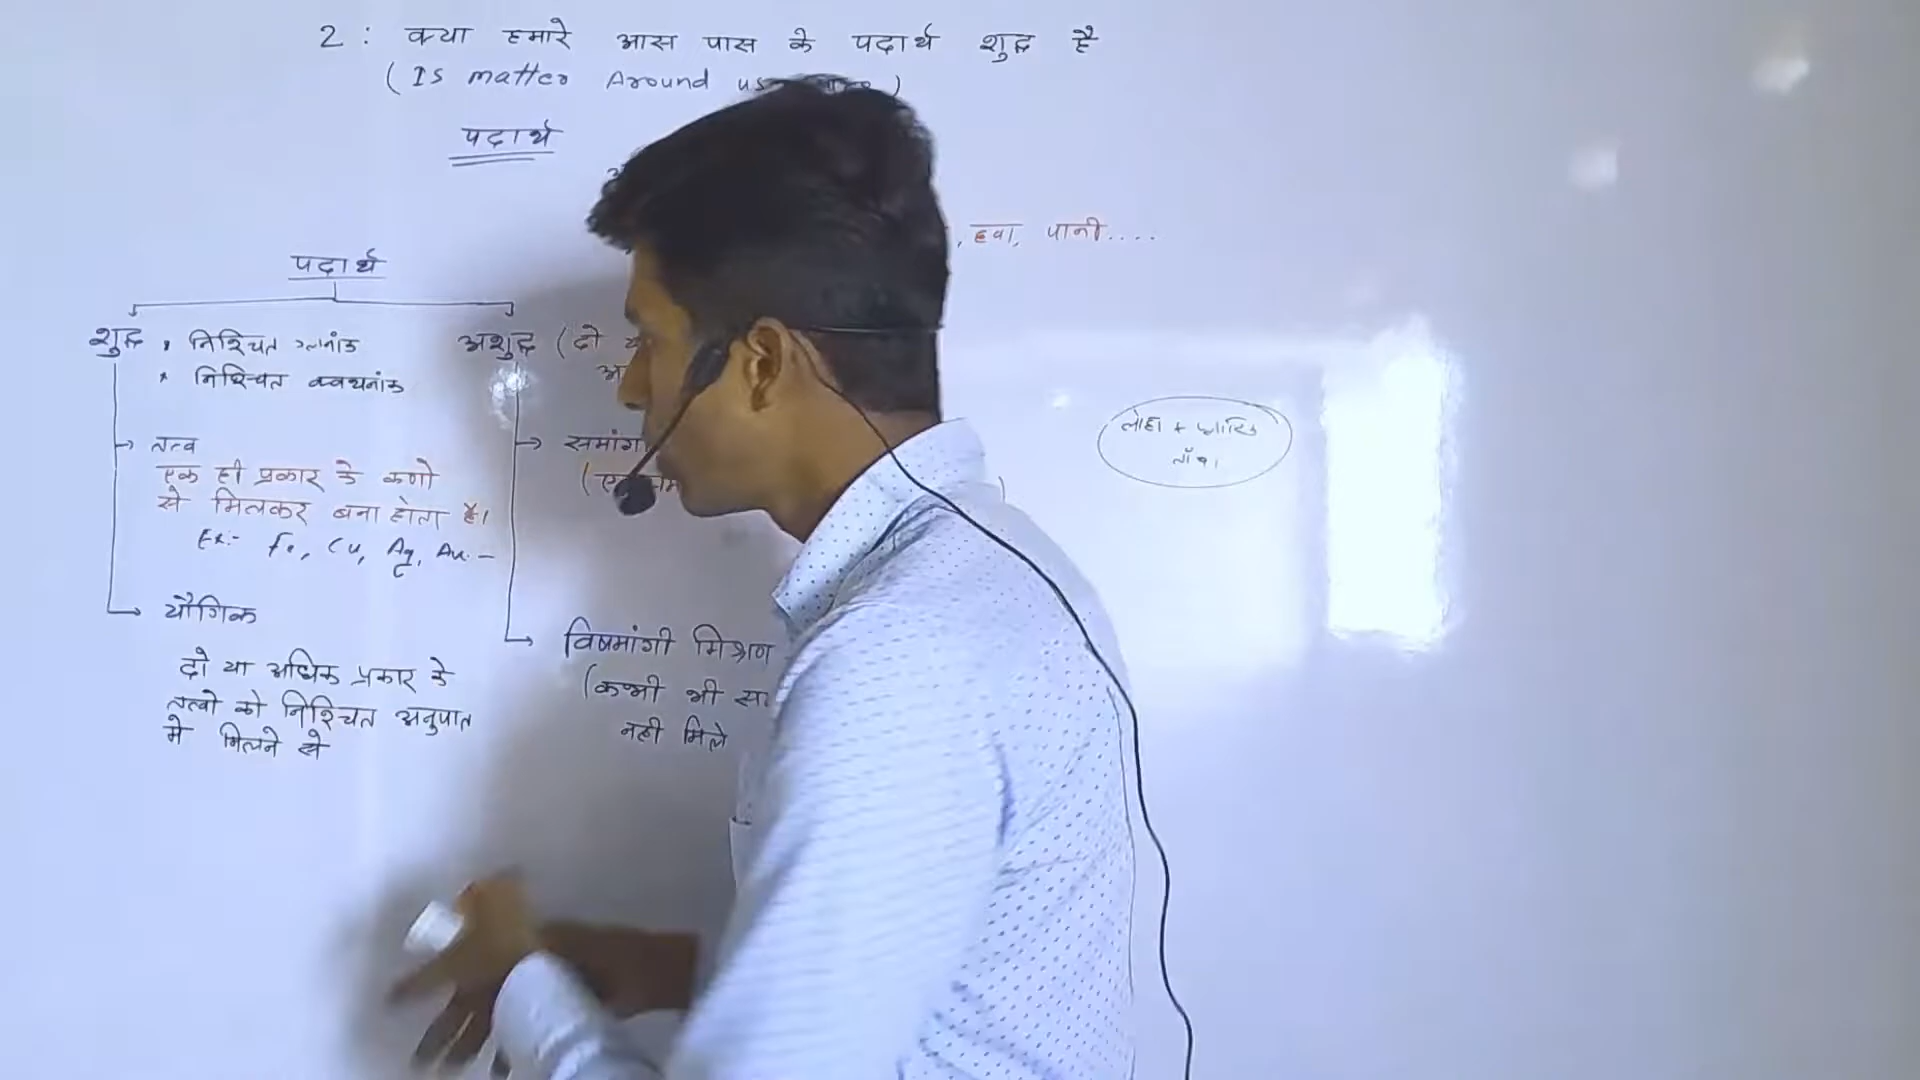 2 : क्या हमारे आस पास के पदार्थ शुद्ध है
(Is matter Around us
पदार्थ
, हवा, पानी....
पदार्थ
शुद्ध • निश्चित गलनांक
* निश्चित क्वथनांक
अशुद्ध (दो
तत्व
एक ही प्रकार के कणो
से मिलकर बना होता है।
Ex:- Fe, Cu, Ag, Au. -
यौगिक
दो या अधिक प्रकार के
तत्वो को निश्चित अनुपात
मे मिलने से
विषमांगी मिश्रण
(कभी भी
नही मिले
लोहा +